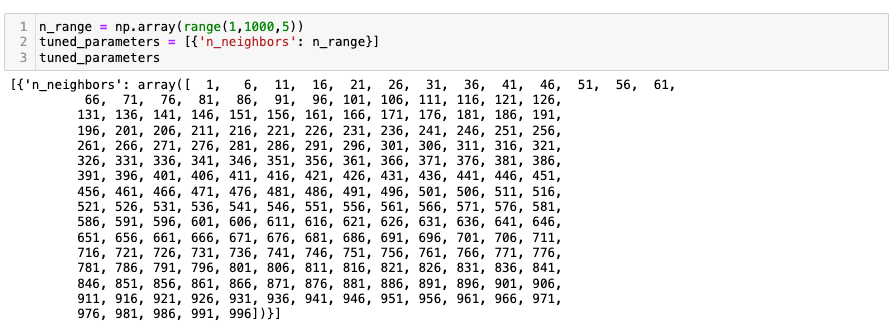 1 n_range = np.array(range(1,1000,5))
2 tuned_parameters = [{'n_neighbors': n_range}]
3 tuned_parameters
[{'n_neighbors': array([  1,   6,  11,  16,  21,  26,  31,  36,  41,  46,  51,  56,  61,
66,  71,  76,  81,  86,  91,  96, 101, 106, 111, 116, 121, 126,
131, 136, 141, 146, 151, 156, 161, 166, 171, 176, 181, 186, 191,
196, 201, 206, 211, 216, 221, 226, 231, 236, 241, 246, 251, 256,
261, 266, 271, 276, 281, 286, 291, 296, 301, 306, 311, 316, 321,
326, 331, 336, 341, 346, 351, 356, 361, 366, 371, 376, 381, 386,
391, 396, 401, 406, 411, 416, 421, 426, 431, 436, 441, 446, 451,
456, 461, 466, 471, 476, 481, 486, 491, 496, 501, 506, 511, 516,
521, 526, 531, 536, 541, 546, 551, 556, 561, 566, 571, 576, 581,
586, 591, 596, 601, 606, 611, 616, 621, 626, 631, 636, 641, 646,
651, 656, 661, 666, 671, 676, 681, 686, 691, 696, 701, 706, 711,
716, 721, 726, 731, 736, 741, 746, 751, 756, 761, 766, 771, 776,
781, 786, 791, 796, 801, 806, 811, 816, 821, 826, 831, 836, 841,
846, 851, 856, 861, 866, 871, 876, 881, 886, 891, 896, 901, 906,
911, 916, 921, 926, 931, 936, 941, 946, 951, 956, 961, 966, 971,
976, 981, 986, 991, 996])}]